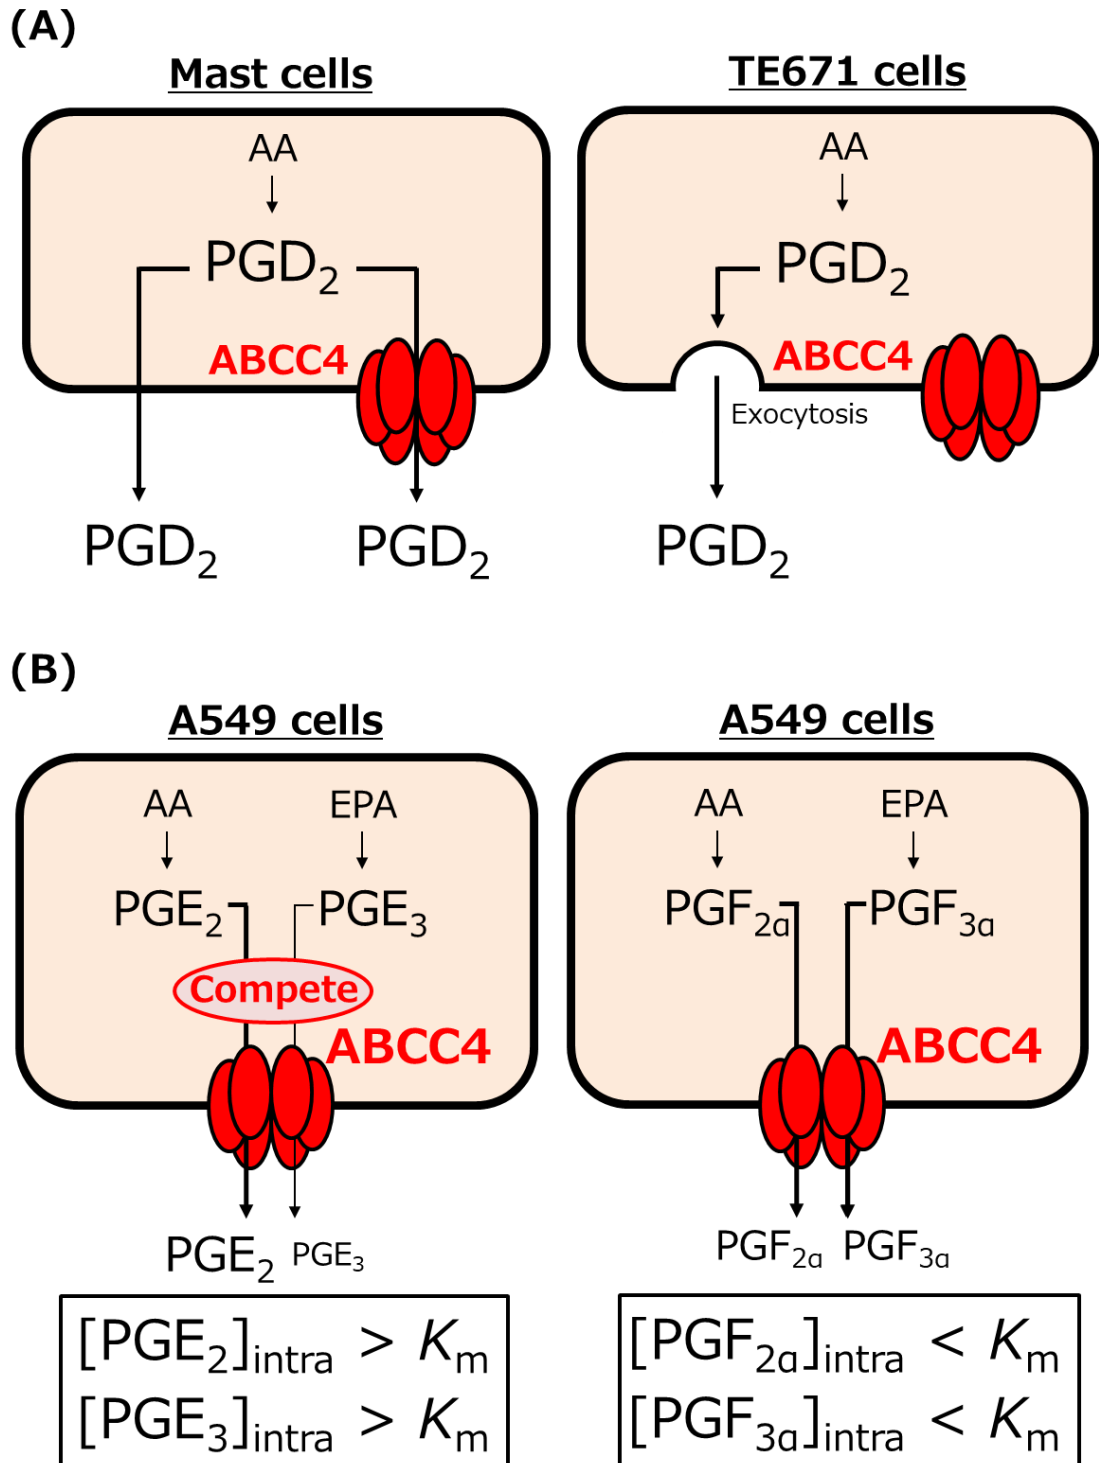 (A)
Mast cells
TE671 cells
AA
AA
PGD₂
PGD₂
ABCC4
ABCC4
Exocytosis
PGD₂
PGD₂
PGD₂
(B)
A549 cells
A549 cells
AA
EPA
AA
EPA
PGE₂
PGE₃
PGF₂α
PGF₃α
Compete
ABCC4
ABCC4
PGE₂
PGE₃
PGF₂α
PGF₃α
[PGE₂]intra > Km
[PGE₃]intra > Km
[PGF₂α]intra < Km
[PGF₃α]intra < Km